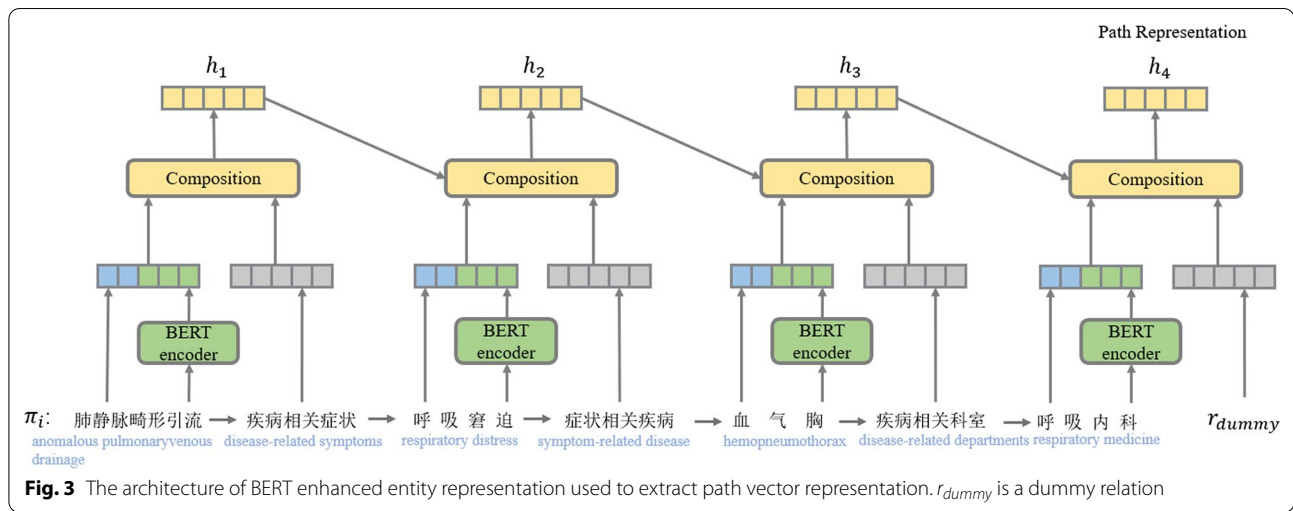 Path Representation
h₁ h₂ h₃ h₄
Composition Composition Composition Composition
BERT encoder BERT encoder BERT encoder BERT encoder
πᵢ: 肺静脉畸形引流 疾病相关症状 呼吸窘迫 症状相关疾病 血气胸 疾病相关科室 呼吸内科 r_dummy
anomalous pulmonaryvenous disease-related symptoms respiratory distress symptom-related disease hemopneumothorax disease-related departments respiratory medicine
drainage
Fig. 3 The architecture of BERT enhanced entity representation used to extract path vector representation. r_dummy is a dummy relation